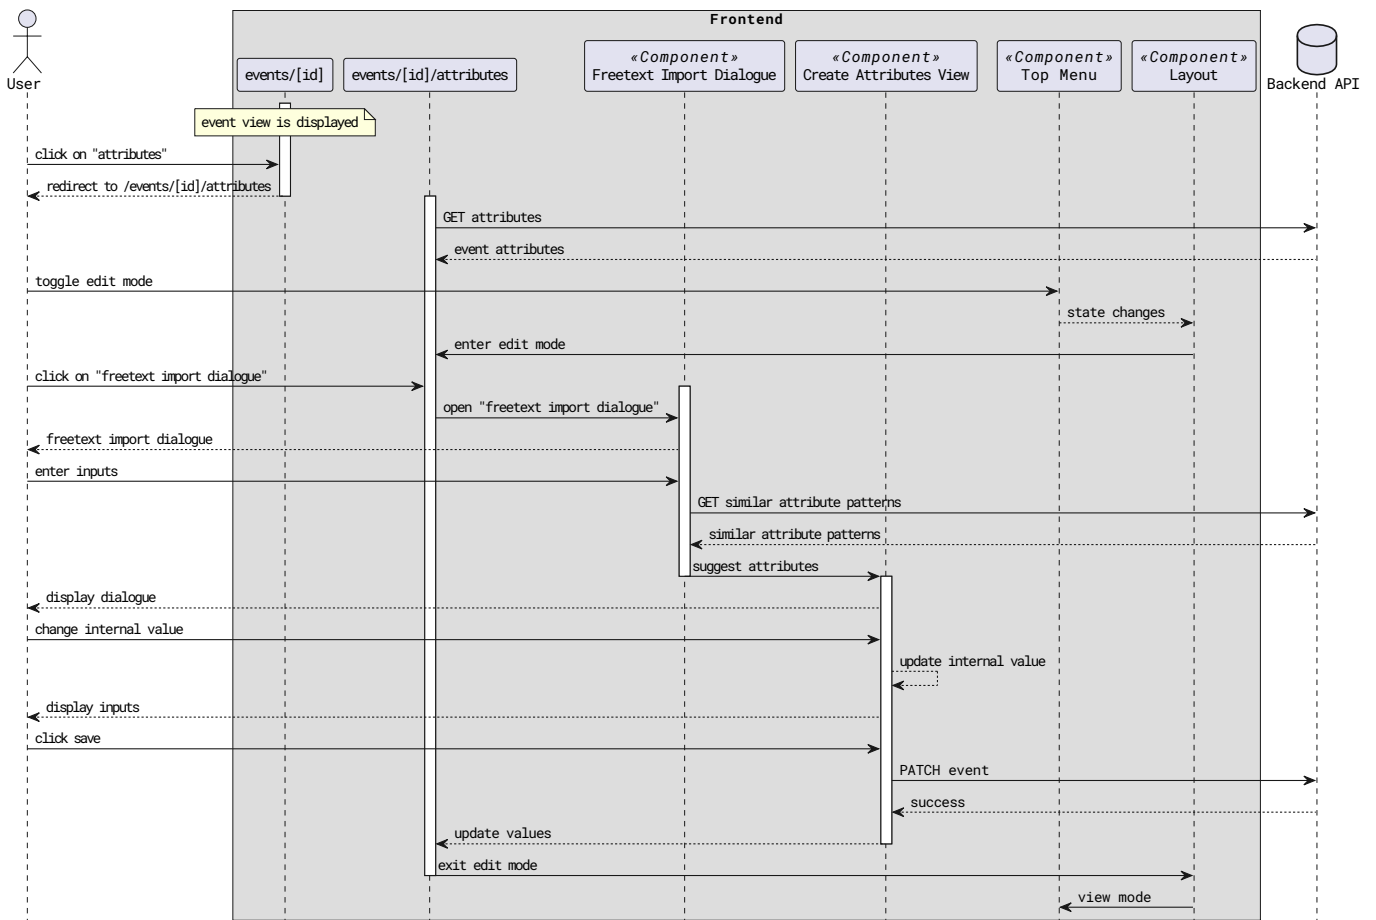 Frontend
User
events/[id]
events/[id]/attributes
«Component»
Freetext Import Dialogue
«Component»
Create Attributes View
«Component»
Top Menu
«Component»
Layout
Backend API
event view is displayed
click on "attributes"
redirect to /events/[id]/attributes
GET attributes
event attributes
toggle edit mode
state changes
enter edit mode
click on "freetext import dialogue"
open "freetext import dialogue"
freetext import dialogue
enter inputs
GET similar attribute patterns
similar attribute patterns
suggest attributes
display dialogue
change internal value
update internal value
display inputs
click save
PATCH event
success
update values
exit edit mode
view mode